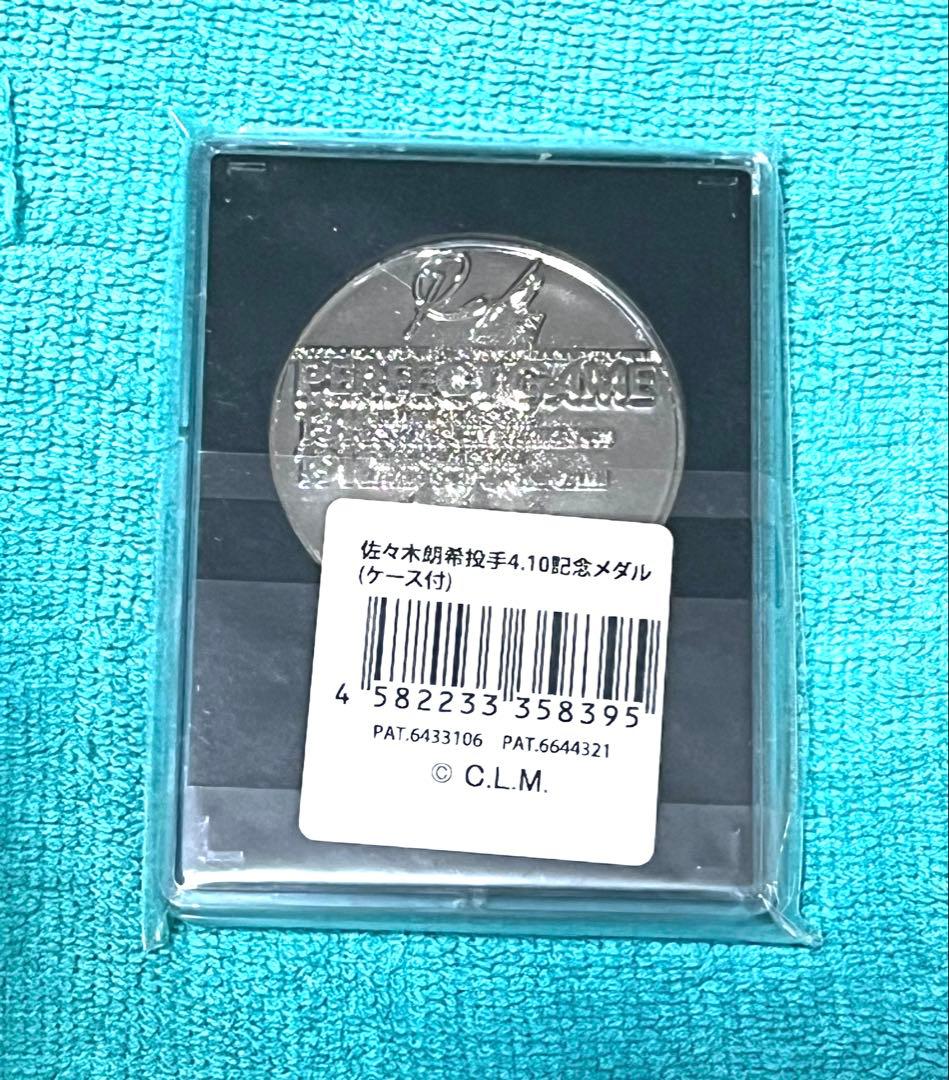 PERFECT GAME
佐々木朗希投手4.10記念メダル
(ケース付)
4 582233 358395
PAT.6433106 PAT.6644321
© C.L.M.